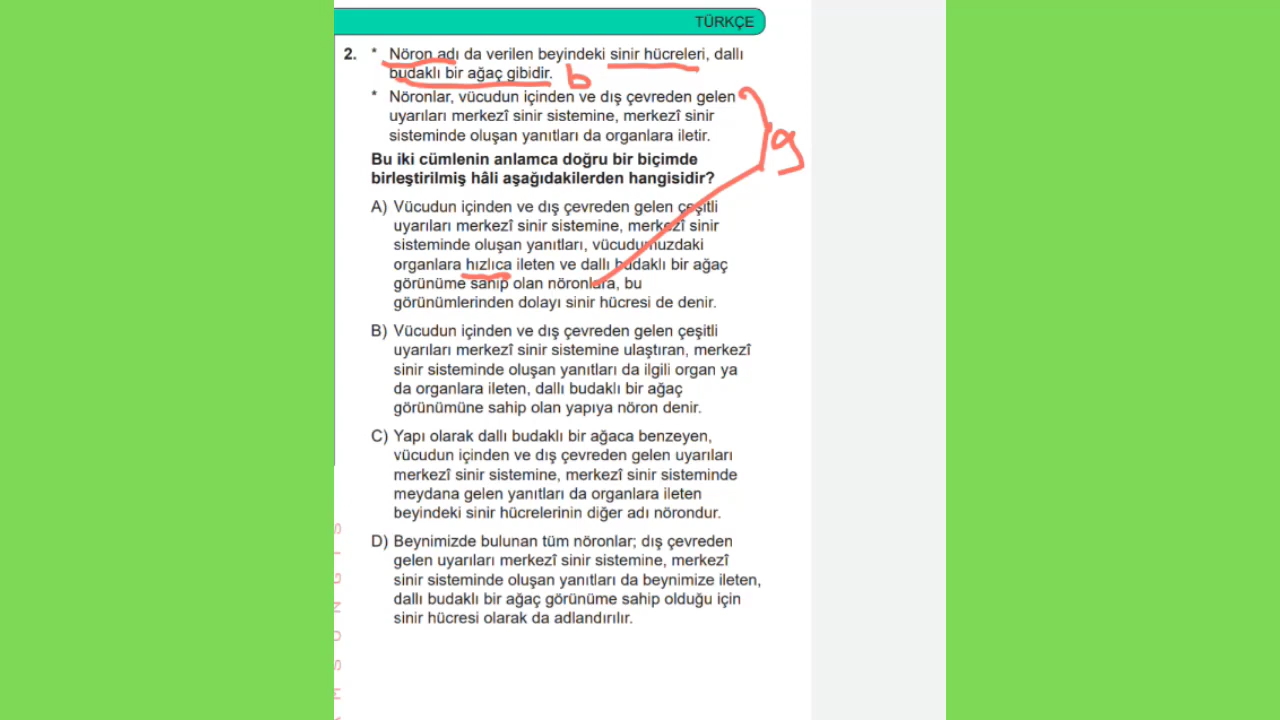 TÜRKÇE
2. * Nöron adı da verilen beyindeki sinir hücreleri, dallı
budaklı bir ağaç gibidir.
b
* Nöronlar, vücudun içinden ve dış çevreden gelen
uyarıları merkezî sinir sistemine, merkezî sinir
sisteminde oluşan yanıtları da organlara iletir.
g
Bu iki cümlenin anlamca doğru bir biçimde
birleştirilmiş hâli aşağıdakilerden hangisidir?
A) Vücudun içinden ve dış çevreden gelen çeşitli
uyarıları merkezî sinir sistemine, merkezî sinir
sisteminde oluşan yanıtları, vücudumuzdaki
organlara hızlıca ileten ve dallı budaklı bir ağaç
görünüme sahip olan nöronlara, bu
görünümlerinden dolayı sinir hücresi de denir.
B) Vücudun içinden ve dış çevreden gelen çeşitli
uyarıları merkezî sinir sistemine ulaştıran, merkezî
sinir sisteminde oluşan yanıtları da ilgili organ ya
da organlara ileten, dallı budaklı bir ağaç
görünümüne sahip olan yapıya nöron denir.
C) Yapı olarak dallı budaklı bir ağaca benzeyen,
vücudun içinden ve dış çevreden gelen uyarıları
merkezî sinir sistemine, merkezî sinir sisteminde
meydana gelen yanıtları da organlara ileten
beyindeki sinir hücrelerinin diğer adı nörondur.
D) Beynimizde bulunan tüm nöronlar; dış çevreden
gelen uyarıları merkezî sinir sistemine, merkezî
sinir sisteminde oluşan yanıtları da beynimize ileten,
dallı budaklı bir ağaç görünüme sahip olduğu için
sinir hücresi olarak da adlandırılır.